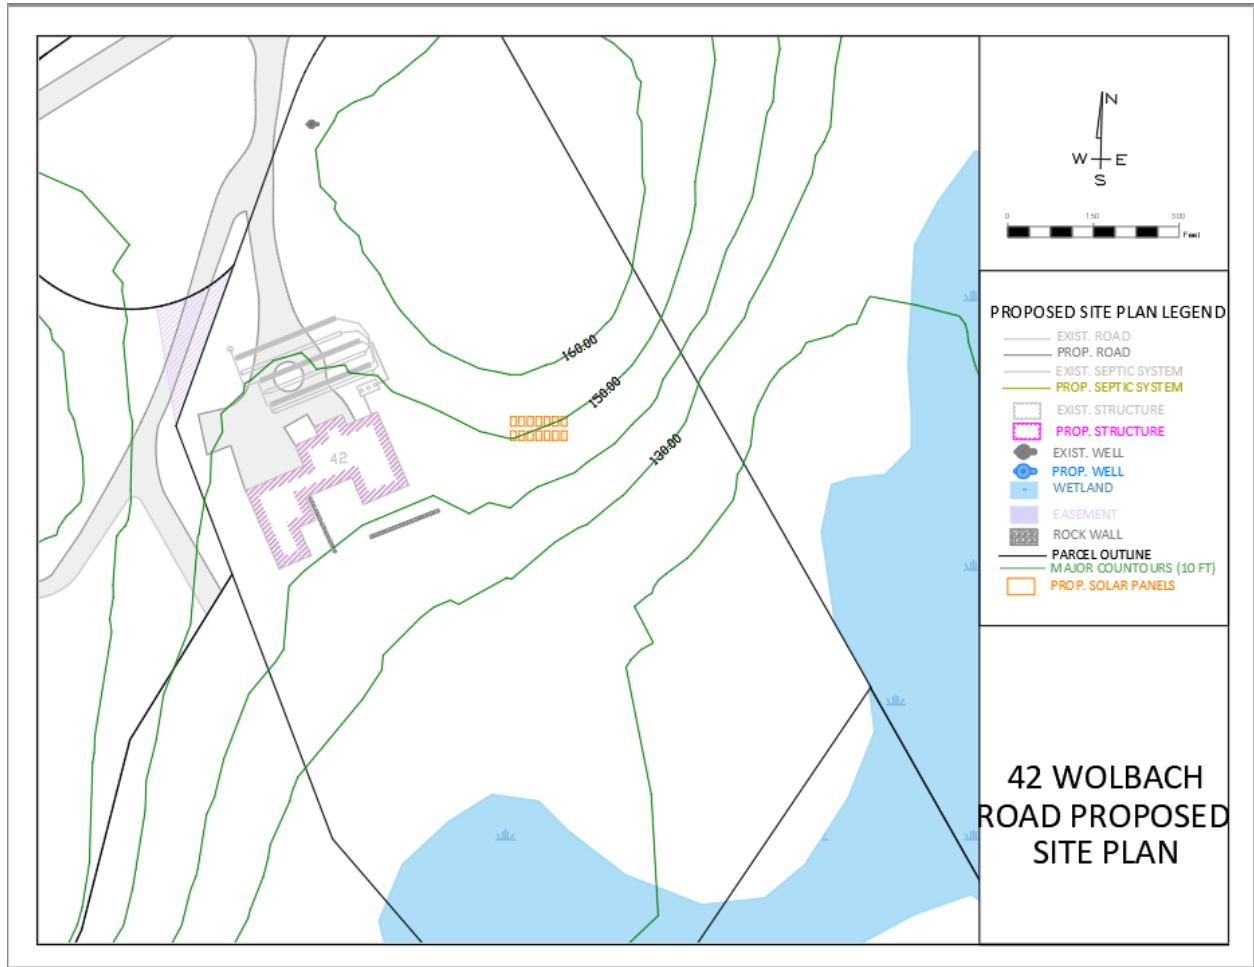 N
W E
S
0 150 300
Feet
PROPOSED SITE PLAN LEGEND
EXIST. ROAD
PROP. ROAD
EXIST. SEPTIC SYSTEM
PROP. SEPTIC SYSTEM
EXIST. STRUCTURE
PROP. STRUCTURE
EXIST. WELL
PROP. WELL
WETLAND
EASEMENT
ROCK WALL
PARCEL OUTLINE
MAJOR COUNTOURS (10 FT)
PROP. SOLAR PANELS
160.00
150.00
130.00
42
42 WOLBACH
ROAD PROPOSED
SITE PLAN